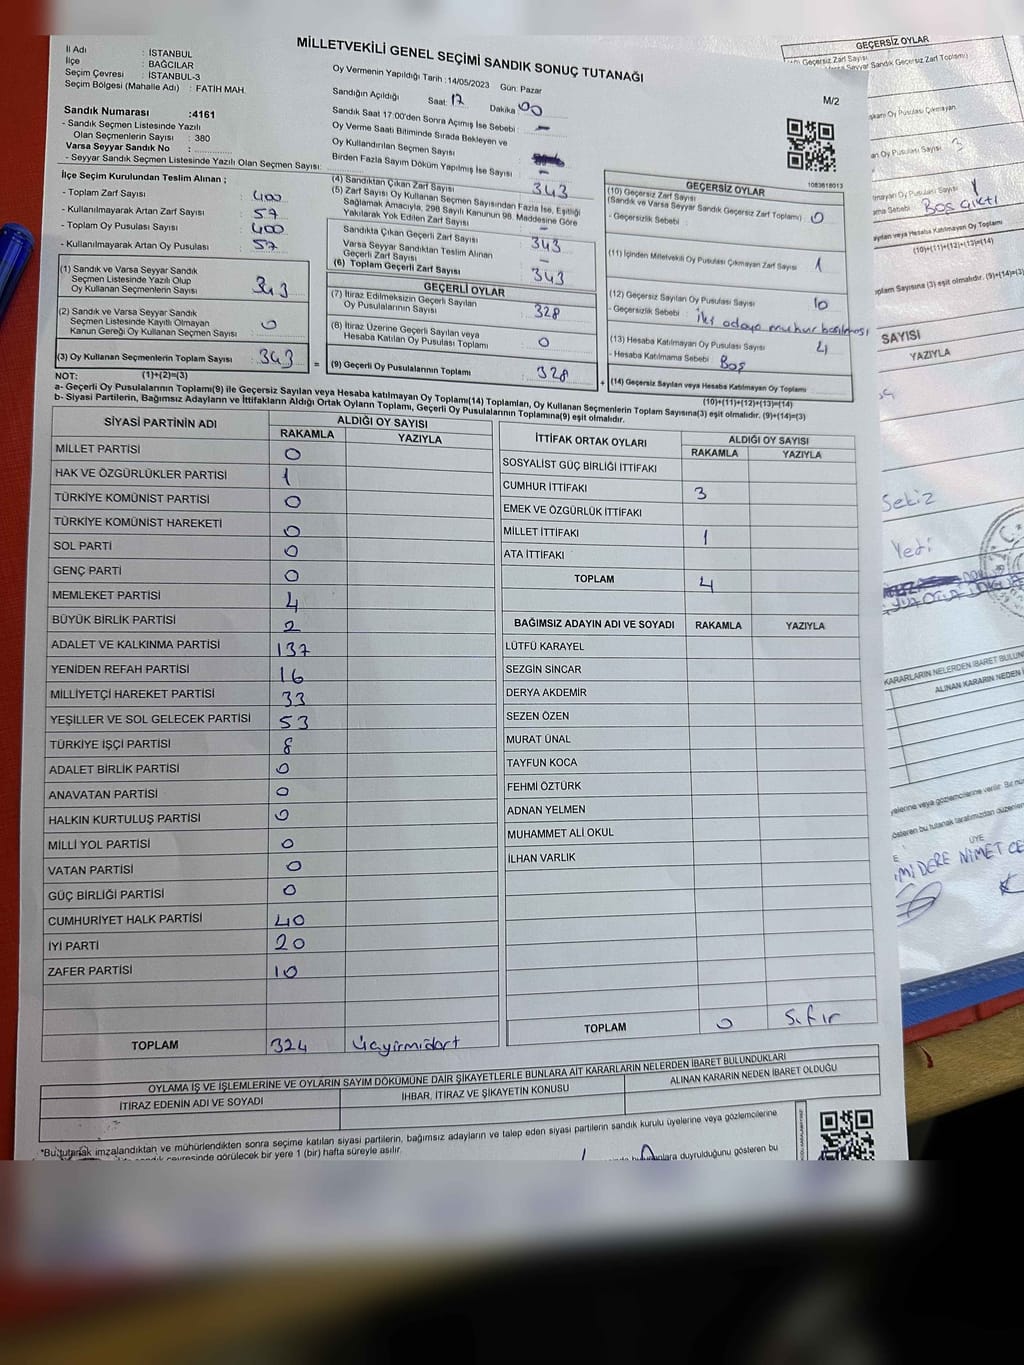 MİLLETVEKİLİ GENEL SEÇİMİ SANDIK SONUÇ TUTANAĞI
M/2
İl Adı : İSTANBUL
İlçe : BAĞCILAR
Seçim Çevresi : İSTANBUL-3
Seçim Bölgesi (Mahalle Adı) : FATİH MAH.
Sandık Numarası :4161
- Sandık Seçmen Listesinde Yazılı
Olan Seçmenlerin Sayısı : 380
Varsa Seyyar Sandık No :
- Seyyar Sandık Seçmen Listesinde Yazılı Olan Seçmen Sayısı:
Oy Vermenin Yapıldığı Tarih : 14/05/2023 Gün: Pazar
Sandığın Açıldığı Saat: 17 Dakika 00
Sandık Saat 17.00'den Sonra Açımış İse Sebebi : -
Oy Verme Saati Bitiminde Sırada Bekleyen ve
Oy Kullandırılan Seçmen Sayısı
Birden Fazla Sayım Döküm Yapılmış İse Sayısı : -
İlçe Seçim Kurulundan Teslim Alınan ;
- Toplam Zarf Sayısı : 400
- Kullanılmayarak Artan Zarf Sayısı : 57
- Toplam Oy Pusulası Sayısı : 400
- Kullanılmayarak Artan Oy Pusulası : 57
(1) Sandık ve Varsa Seyyar Sandık
Seçmen Listesinde Yazılı Olup
Oy Kullanan Seçmenlerin Sayısı : 343
(2) Sandık ve Varsa Seyyar Sandık
Seçmen Listesinde Kayıtlı Olmayan
Kanun Gereği Oy Kullanan Seçmen Sayısı : 0
(3) Oy Kullanan Seçmenlerin Toplam Sayısı : 343
(4) Sandıktan Çıkan Zarf Sayısı : 343
(5) Zarf Sayısı Oy Kullanan Seçmen Sayısından Fazla İse, Eşitliği
Sağlamak Amacıyla, 298 Sayılı Kanunun 98. Maddesine Göre
Yakılarak Yok Edilen Zarf Sayısı : -
Sandıkta Çıkan Geçerli Zarf Sayısı : 343
Varsa Seyyar Sandıktan Teslim Alınan
Geçerli Zarf Sayısı : -
(6) Toplam Geçerli Zarf Sayısı : 343
GEÇERLİ OYLAR
(7) İtiraz Edilmeksizin Geçerli Sayılan
Oy Pusulalarının Sayısı : 328
(8) İtiraz Üzerine Geçerli Sayılan veya
Hesaba Katılan Oy Pusulası Toplamı : 0
(9) Geçerli Oy Pusulalarının Toplamı : 328
1083818013
GEÇERSİZ OYLAR
(10) Geçersiz Zarf Sayısı
(Sandık ve Varsa Seyyar Sandık Geçersiz Zarf Toplamı) : 0
- Geçersizlik Sebebi :
(11) İçinden Milletvekili Oy Pusulası Çıkmayan Zarf Sayısı : 1
(12) Geçersiz Sayılan Oy Pusulası Sayısı : 10
- Geçersizlik Sebebi : iki adaya mühür basılması
(13) Hesaba Katılmayan Oy Pusulası Sayısı : 4
- Hesaba Katılmama Sebebi : Boş
(14) Geçersiz Sayılan veya Hesaba Katılmayan Oy Toplamı
(10)+(11)+(12)+(13)=(14)
NOT: (1)+(2)=(3)
a- Geçerli Oy Pusulalarının Toplamı(9) ile Geçersiz Sayılan veya Hesaba katılmayan Oy Toplamı(14) Toplamları, Oy Kullanan Seçmenlerin Toplam Sayısına(3) eşit olmalıdır. (9)+(14)=(3)
b- Siyasi Partilerin, Bağımsız Adayların ve İttifakların Aldığı Ortak Oyların Toplamı, Geçerli Oy Pusulalarının Toplamına(9) eşit olmalıdır.
SİYASİ PARTİNİN ADI ALDIĞI OY SAYISI
RAKAMLA YAZIYLA
MİLLET PARTİSİ 0
HAK VE ÖZGÜRLÜKLER PARTİSİ 1
TÜRKİYE KOMÜNİST PARTİSİ 0
TÜRKİYE KOMÜNİST HAREKETİ 0
SOL PARTİ 0
GENÇ PARTİ 0
MEMLEKET PARTİSİ 4
BÜYÜK BİRLİK PARTİSİ 2
ADALET VE KALKINMA PARTİSİ 137
YENİDEN REFAH PARTİSİ 16
MİLLİYETÇİ HAREKET PARTİSİ 33
YEŞİLLER VE SOL GELECEK PARTİSİ 53
TÜRKİYE İŞÇİ PARTİSİ 8
ADALET BİRLİK PARTİSİ 0
ANAVATAN PARTİSİ 0
HALKIN KURTULUŞ PARTİSİ 0
MİLLİ YOL PARTİSİ 0
VATAN PARTİSİ 0
GÜÇ BİRLİĞİ PARTİSİ 0
CUMHURİYET HALK PARTİSİ 40
İYİ PARTİ 20
ZAFER PARTİSİ 10
TOPLAM 324 Üçyirmidört
İTTİFAK ORTAK OYLARI ALDIĞI OY SAYISI
RAKAMLA YAZIYLA
SOSYALİST GÜÇ BİRLİĞİ İTTİFAKI
CUMHUR İTTİFAKI 3
EMEK VE ÖZGÜRLÜK İTTİFAKI
MİLLET İTTİFAKI 1
ATA İTTİFAKI
TOPLAM 4
BAĞIMSIZ ADAYIN ADI VE SOYADI RAKAMLA YAZIYLA
LÜTFÜ KARAYEL
SEZGİN SİNCAR
DERYA AKDEMİR
SEZEN ÖZEN
MURAT ÜNAL
TAYFUN KOCA
FEHMİ ÖZTÜRK
ADNAN YELMEN
MUHAMMET ALİ OKUL
İLHAN VARLIK
TOPLAM 0 Sıfır
OYLAMA İŞ VE İŞLEMLERİNE VE OYLARIN SAYIM DÖKÜMÜNE DAİR ŞİKAYETLERLE BUNLARA AİT KARARLARIN NELERDEN İBARET BULUNDUKLARI
İTİRAZ EDENİN ADI VE SOYADI İHBAR, İTİRAZ VE ŞİKAYETİN KONUSU ALINAN KARARIN NEDEN İBARET OLDUĞU
*Bu tutanak imzalandıktan ve mühürlendikten sonra seçime katılan siyasi partilerin, bağımsız adayların ve talep eden siyasi partilerin sandık kurulu üyelerine veya gözlemcilerine
çevresinde görülecek bir yere 1 (bir) hafta süreyle asılır.
duyrulduğunu gösteren bu
GEÇERSİZ OYLAR
Geçersiz Zarf Sayısı
Seyyar Sandık Geçersiz Zarf Toplamı)
Oy Pusulası Çıkmayan
Oy Pusulası Sayısı 3
Oy Pusulası Sayısı 1
Sebebi : Boş çıktı
veya Hesaba Katılmayan Oy Toplamı
(10)+(11)+(12)+(13)=(14)
Toplam Sayısına (3) eşit olmalıdır. (9)+(14)=(3)
SAYISI
YAZIYLA
Sekiz
Yedi
KARARLARIN NELERDEN İBARET BULUN
ALINAN KARARIN NEDEN
yelerine veya gözlemcilerine verilir. Bir
gösteren bu tutanak tarafımızdan düzenlen
ÜYE
DERE NİMET CE